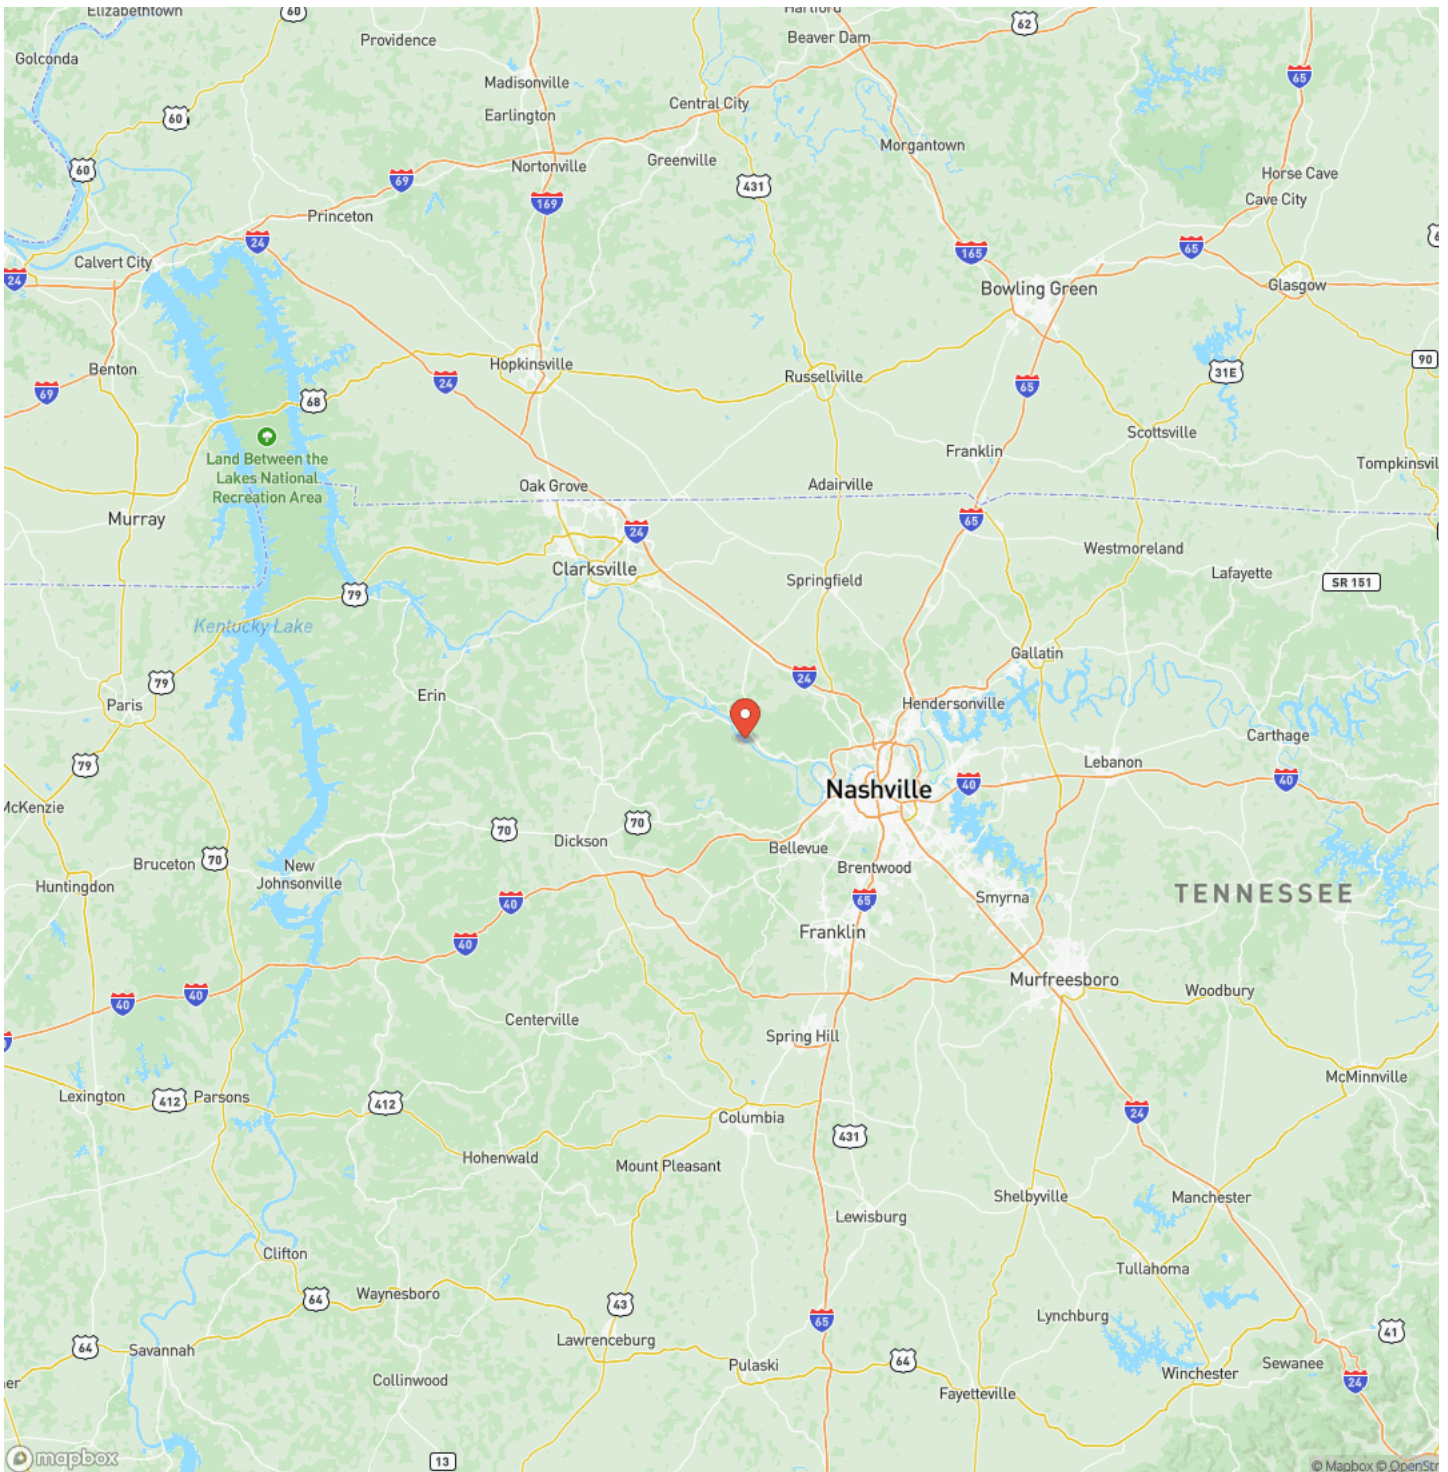 Elizabethtown
60
Hartford
62
Golconda
Providence
Beaver Dam
65
Madisonville
60
Earlington
Central City
Morgantown
60
Nortonville
Greenville
Horse Cave
69
431
Cave City
169
Princeton
24
165
65
Calvert City
24
Bowling Green
Glasgow
Benton
Hopkinsville
Russellville
31E
90
69
24
65
68
Scottsville
Franklin
Land Between the
Lakes National
Recreation Area
Tompkinsvil
Oak Grove
Adairville
Murray
24
65
Westmoreland
Clarksville
Springfield
Lafayette
SR 151
79
Kentucky Lake
Gallatin
79
24
Erin
Paris
Hendersonville
Carthage
79
Lebanon
40
40
Nashville
McKenzie
70
70
Dickson
Bellevue
Bruceton
70
New
Johnsonville
Brentwood
Huntingdon
Smyrna
TENNESSEE
40
65
Franklin
40
Murfreesboro
40
40
Woodbury
Centerville
Spring Hill
McMinnville
Lexington
412
Parsons
412
24
Columbia
431
Hohenwald
Mount Pleasant
Shelbyville
Manchester
Lewisburg
Clifton
Tullahoma
Waynesboro
64
43
Lynchburg
65
41
64
Savannah
Lawrenceburg
Pulaski
64
Sewanee
Winchester
er
Collinwood
Fayetteville
24
mapbox
13
© Mapbox © OpenStr